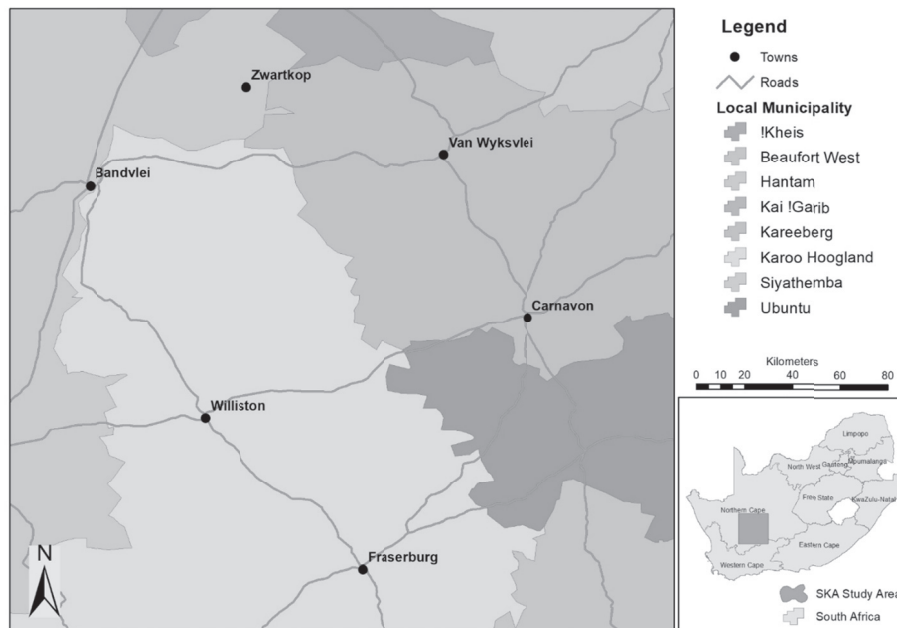 Zwartkop
Van Wyksvlei
Bandvlei
Carnavon
Williston
Fraserburg
N
Legend
Towns
Roads
Local Municipality
!Kheis
Beaufort West
Hantam
Kai !Garib
Kareeberg
Karoo Hoogland
Siyathemba
Ubuntu
Kilometers
0 10 20 40 60 80
Limpopo
North West Gauteng Mpumalanga
Free State KwaZulu-Natal
Northern Cape
Eastern Cape
Western Cape
SKA Study Area
South Africa